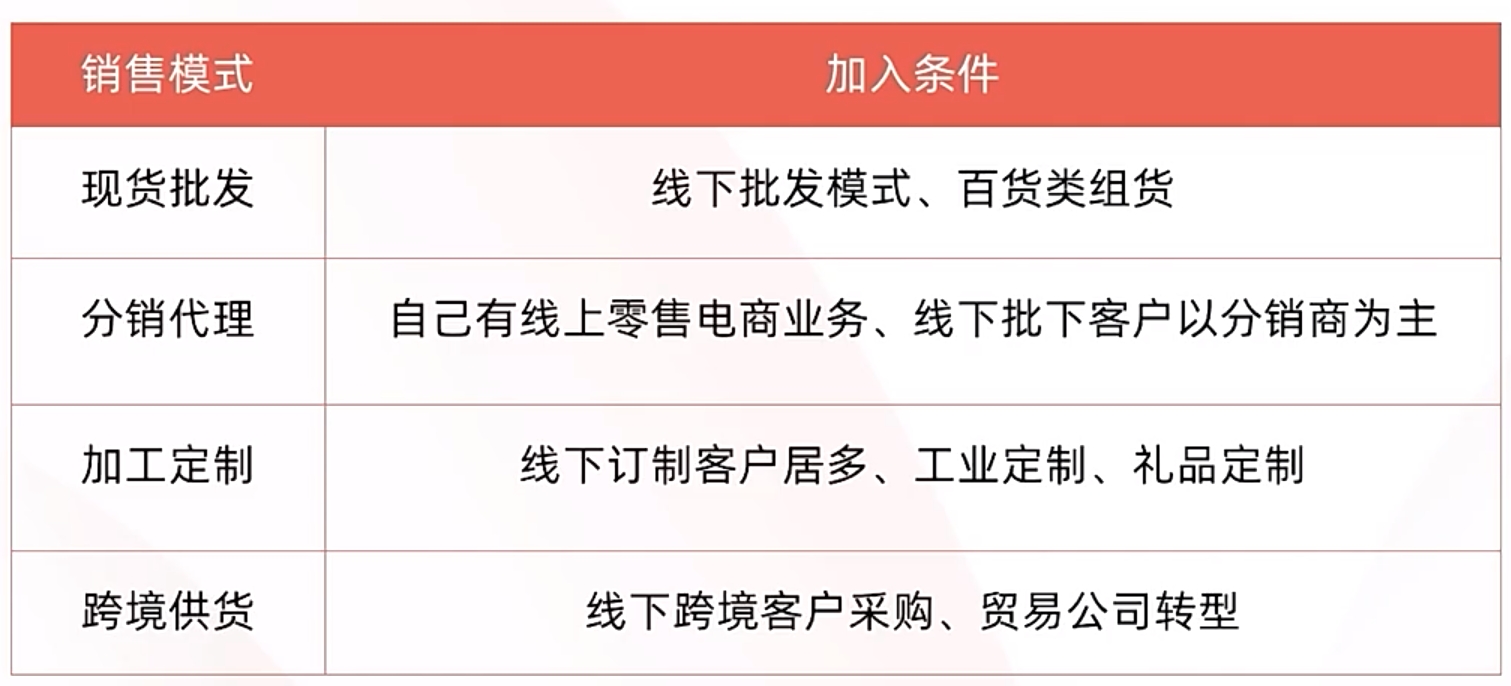 销售模式 加入条件
现货批发 线下批发模式、百货类组货
分销代理 自己有线上零售电商业务、线下批下客户以分销商为主
加工定制 线下订制客户居多、工业定制、礼品定制
跨境供货 线下跨境客户采购、贸易公司转型